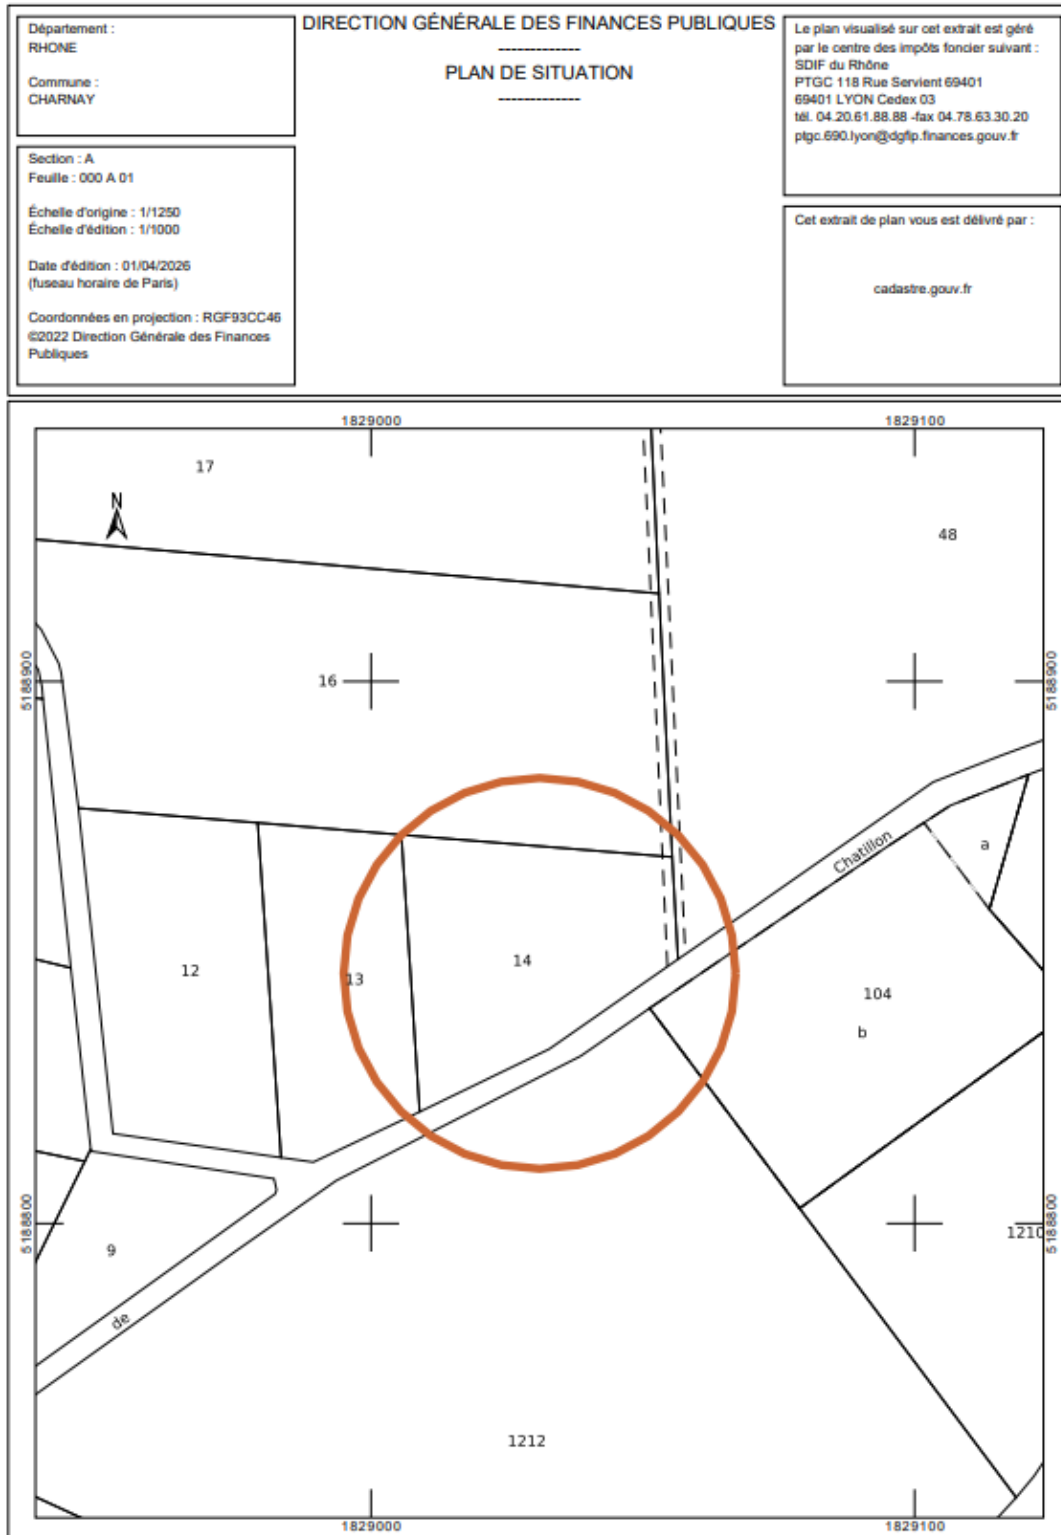 Département :
RHONE
Commune :
CHARNAY
Section : A
Feuille : 000 A 01
Échelle d'origine : 1/1250
Échelle d'édition : 1/1000
Date d'édition : 01/04/2026
(fuseau horaire de Paris)
Coordonnées en projection : RGF93CC46
©2022 Direction Générale des Finances
Publiques
DIRECTION GÉNÉRALE DES FINANCES PUBLIQUES
-------------
PLAN DE SITUATION
-------------
Le plan visualisé sur cet extrait est géré
par le centre des impôts foncier suivant :
SDIF du Rhône
PTGC 118 Rue Servient 69401
69401 LYON Cedex 03
tél. 04.20.61.88.88 -fax 04.78.63.30.20
ptgc.690.lyon@dgfip.finances.gouv.fr
Cet extrait de plan vous est délivré par :
cadastre.gouv.fr
1829000
1829100
17
N
48
5188900
16
5188900
Chatillon
a
12
13
14
104
b
5188800
9
1210
5188800
de
1212
1829000
1829100